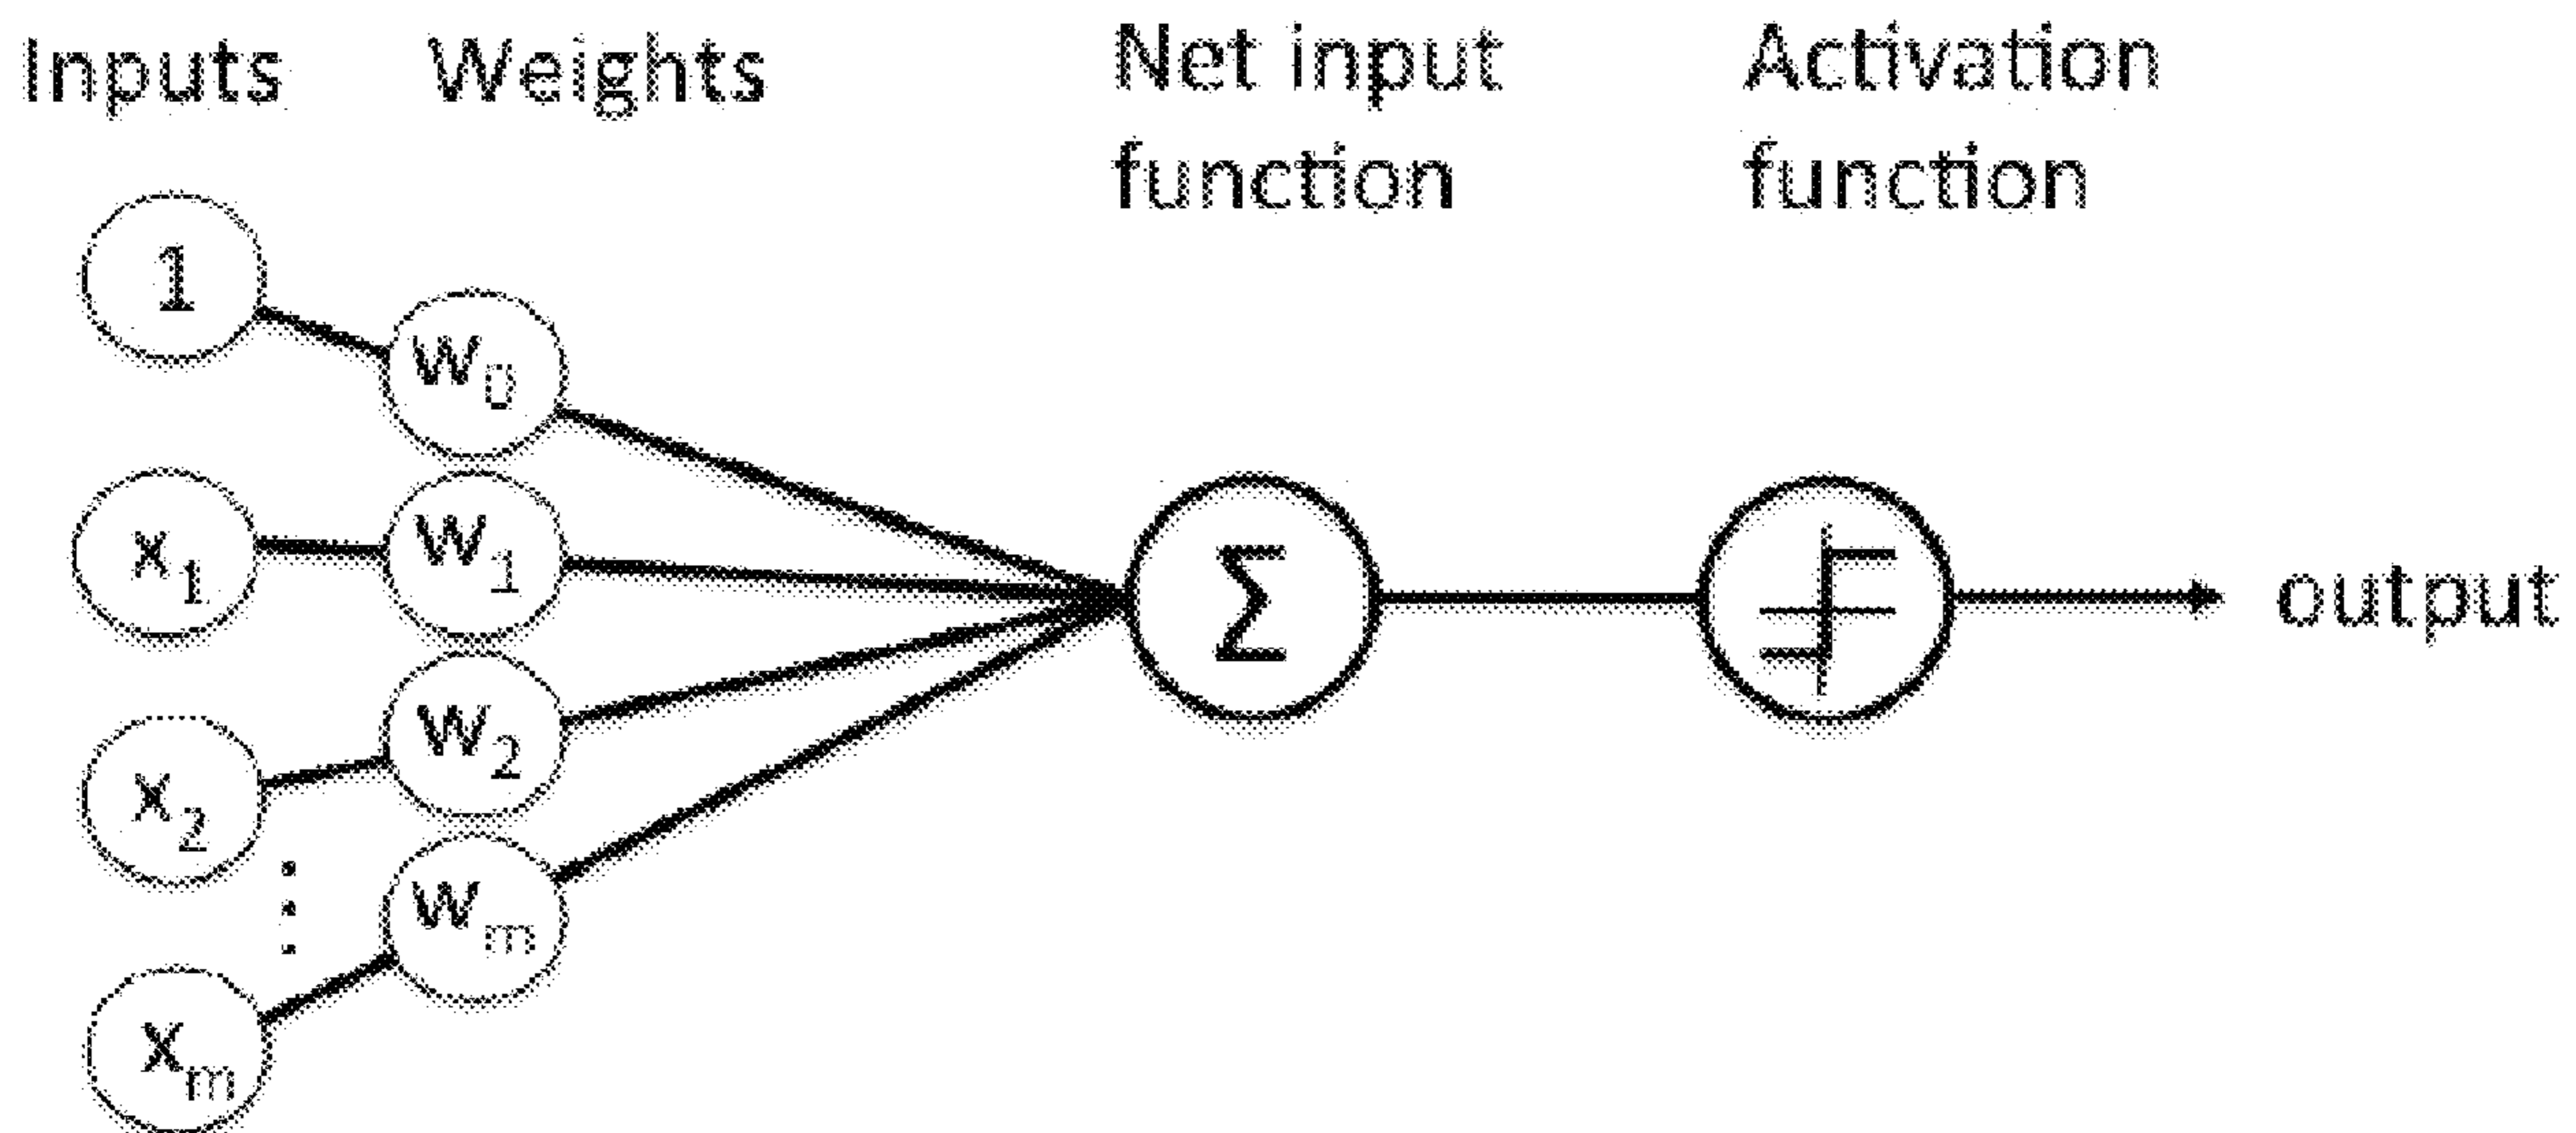 Inputs
Weights
Net input
function
Activation
function
1
w0
x1
w1
x2
w2
xm
wm
Σ
output